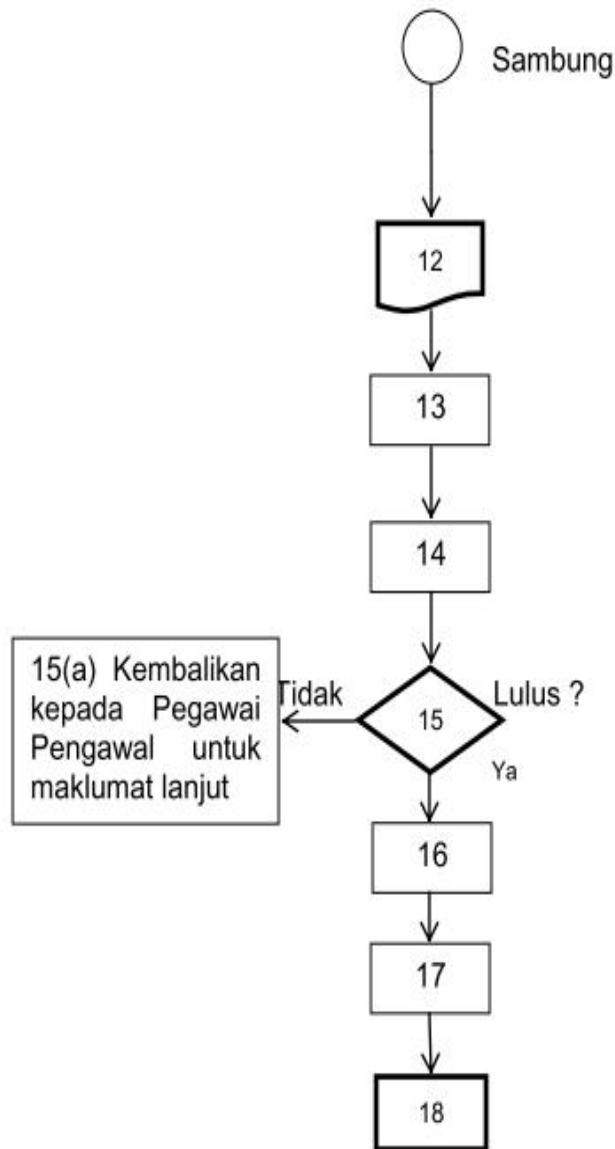 Sambung
12
13
14
15(a) Kembalikan
kepada Pegawai
Pengawal untuk
maklumat lanjut
Tidak
15
Lulus ?
Ya
16
17
18